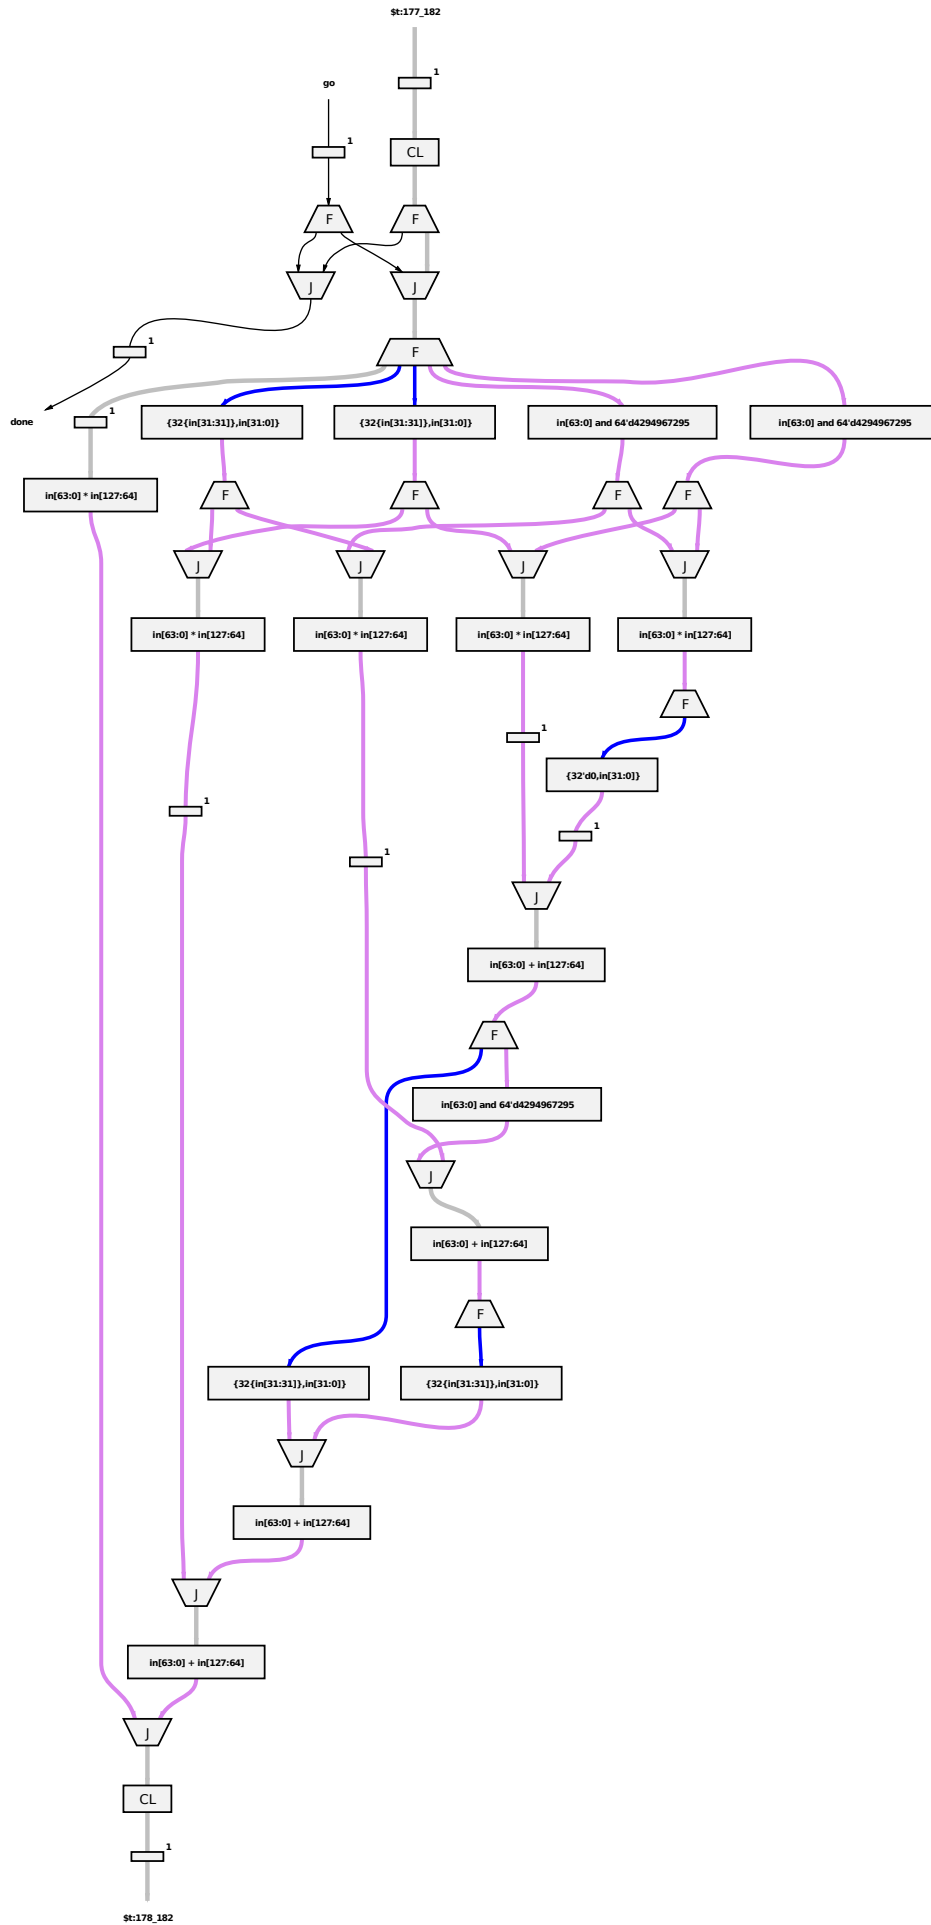 $t:177_182
1
go
1
CL
F
F
J
J
1
F
done
1
{32{in[31:31]},in[31:0]}
{32{in[31:31]},in[31:0]}
in[63:0] and 64'd4294967295
in[63:0] and 64'd4294967295
in[63:0] * in[127:64]
F
F
F
F
J
J
J
J
in[63:0] * in[127:64]
in[63:0] * in[127:64]
in[63:0] * in[127:64]
in[63:0] * in[127:64]
F
1
{32'd0,in[31:0]}
1
1
1
J
in[63:0] + in[127:64]
F
in[63:0] and 64'd4294967295
J
in[63:0] + in[127:64]
F
{32{in[31:31]},in[31:0]}
{32{in[31:31]},in[31:0]}
J
in[63:0] + in[127:64]
J
in[63:0] + in[127:64]
J
CL
1
$t:178_182